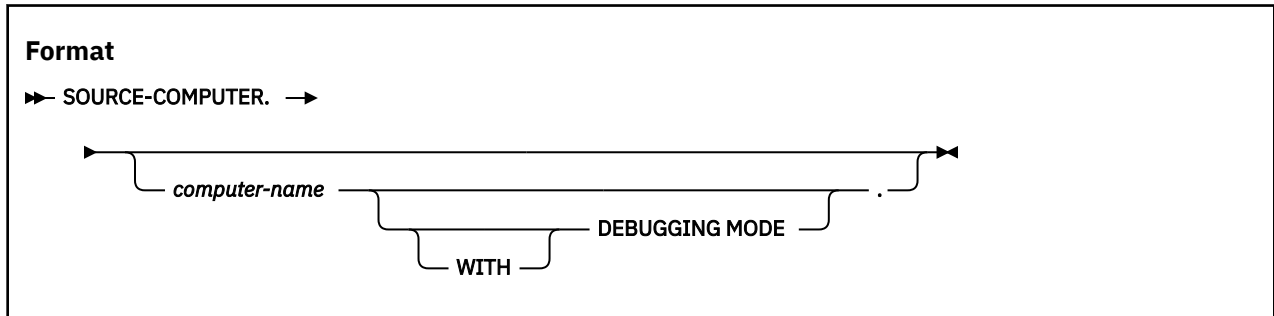 Format
SOURCE-COMPUTER.
computer-name .
DEBUGGING MODE
WITH